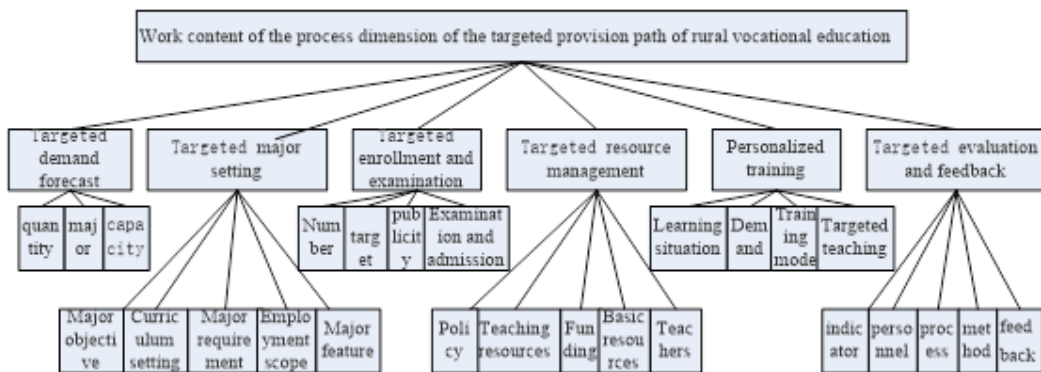 Work content of the process dimension of the targeted provision path of rural vocational education
Targeted
demand
forecast
Targeted major
setting
Targeted
enrollment and
examination
Targeted resource
management
Personalized
training
Targeted evaluation
and feedback
quan
tity
maj
or
capa
city
Num
ber
targ
et
publ
icit
y
Examinat
ion and
admission
Learning
situation
Dem
and
Trai
ning
mode
Targeted
teaching
Major
objecti
ve
Curric
ulum
setting
Major
require
ment
Emplo
yment
scope
Major
feature
Poli
cy
Teaching
resources
Fun
ding
Basic
resou
rces
Teac
hers
indic
ator
perso
nnel
proc
ess
met
hod
feed
back